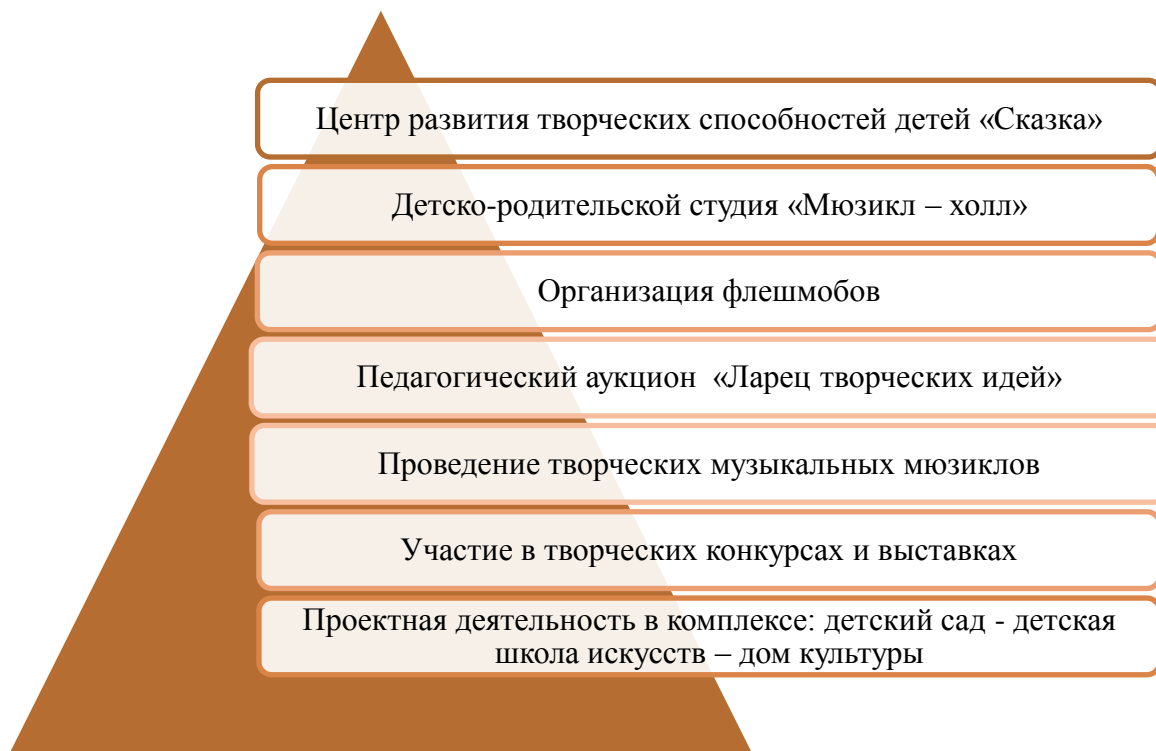 Центр развития творческих способностей детей «Сказка»
Детско-родительской студия «Мюзикл – холл»
Организация флешмобов
Педагогический аукцион «Ларец творческих идей»
Проведение творческих музыкальных мюзиклов
Участие в творческих конкурсах и выставках
Проектная деятельность в комплексе: детский сад - детская
школа искусств – дом культуры